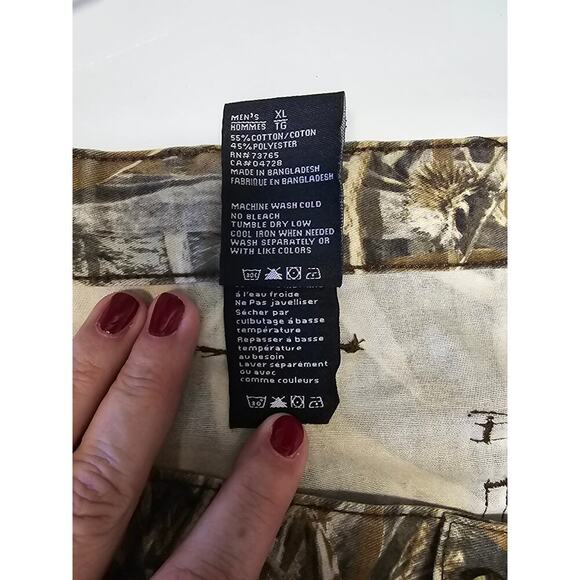 MEN'S XL
HOMMES TG
55% COTTON/COTON
45% POLYESTER
RN# 73765
CA# 04728
MADE IN BANGLADESH
FABRIQUE EN BANGLADESH
MACHINE WASH COLD
NO BLEACH
TUMBLE DRY LOW
COOL IRON WHEN NEEDED
WASH SEPARATELY OR
WITH LIKE COLORS
30C
à l'eau froide
Ne Pas javelliser
Sécher par
culbutage à basse
température
Repasser à basse
température
au besoin
Laver séparément
ou avec
comme couleurs
30